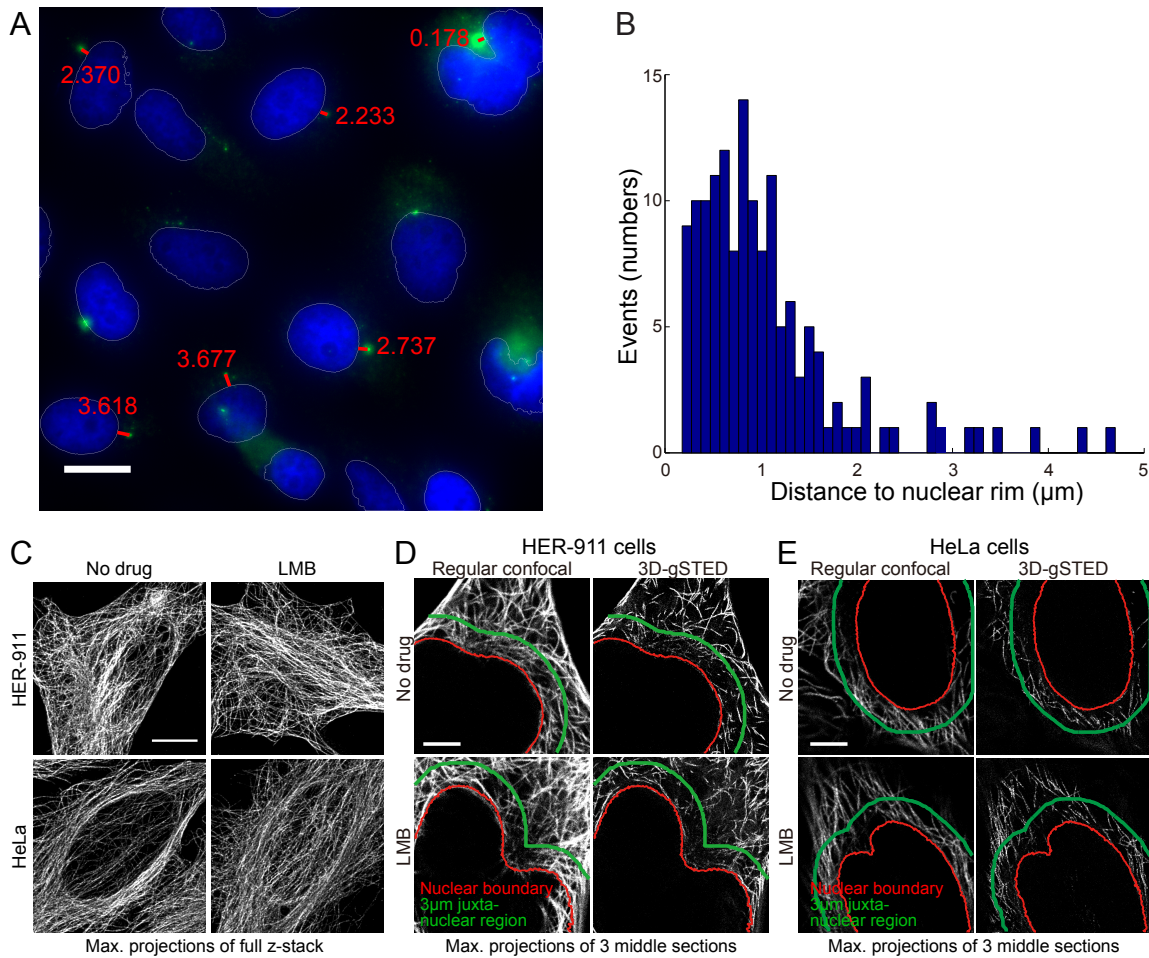 A
2.370
0.178
2.233
2.737
3.677
3.618
B
15
10
5
0
Events (numbers)
0 1 2 3 4 5
Distance to nuclear rim (µm)
C
No drug LMB
HER-911
HeLa
Max. projections of full z-stack
D
HER-911 cells
Regular confocal 3D-gSTED
No drug
LMB
Nuclear boundary
3µm juxta-
nuclear region
Max. projections of 3 middle sections
E
HeLa cells
Regular confocal 3D-gSTED
No drug
LMB
Nuclear boundary
3µm juxta-
nuclear region
Max. projections of 3 middle sections